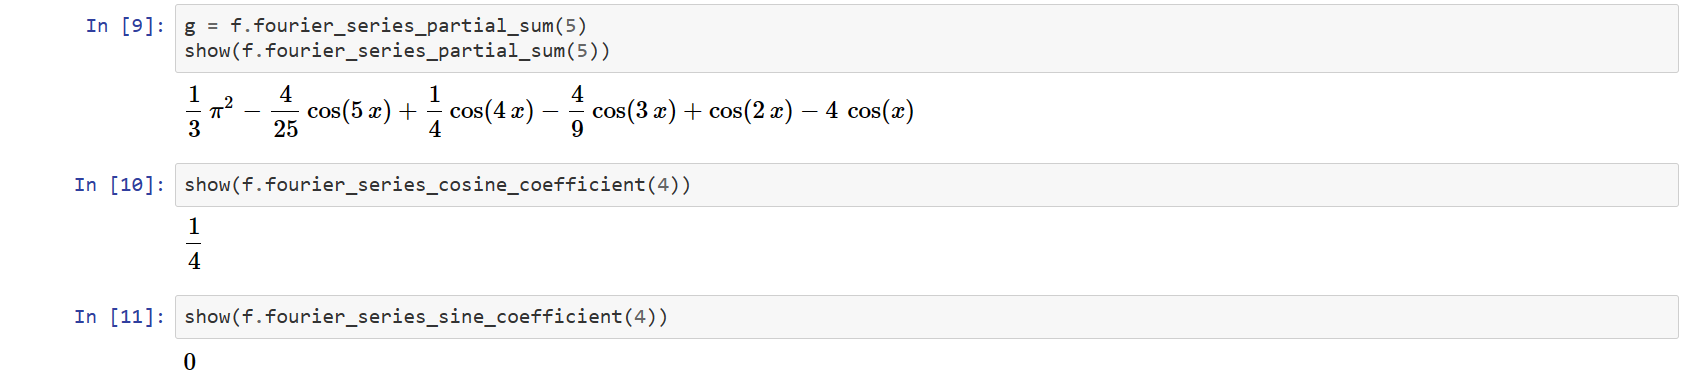 In [9]: g = f.fourier_series_partial_sum(5)
show(f.fourier_series_partial_sum(5))
1/3 π² − 4/25 cos(5 x) + 1/4 cos(4 x) − 4/9 cos(3 x) + cos(2 x) − 4 cos(x)
In [10]: show(f.fourier_series_cosine_coefficient(4))
1/4
In [11]: show(f.fourier_series_sine_coefficient(4))
0